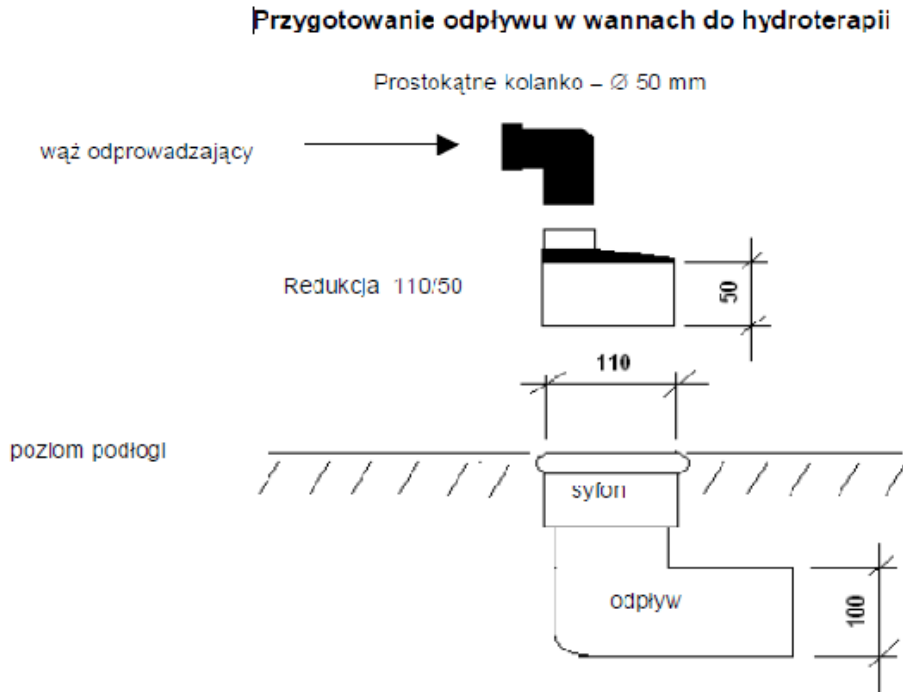 Przygotowanie odpływu w wannach do hydroterapii
Prostokątne kolanko – Ø 50 mm
wąż odprowadzający
Redukcja 110/50
50
110
poziom podłogi
syfon
odpływ
100